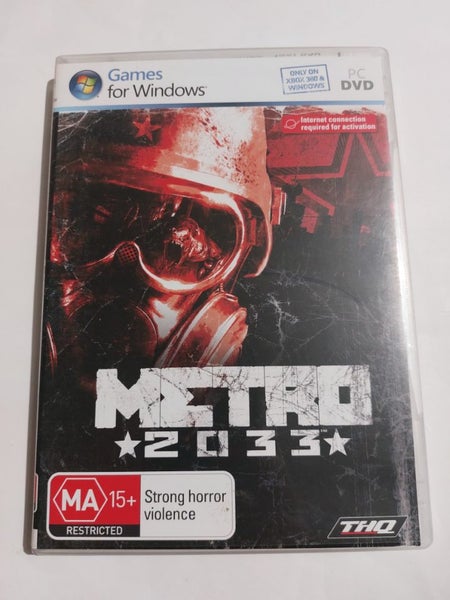 Games
for Windows
ONLY ON
XBOX 360 &
WINDOWS
PC
DVD
Internet connection
required for activation
METRO
★2033★
TM
MA 15+
RESTRICTED
Strong horror
violence
THQ